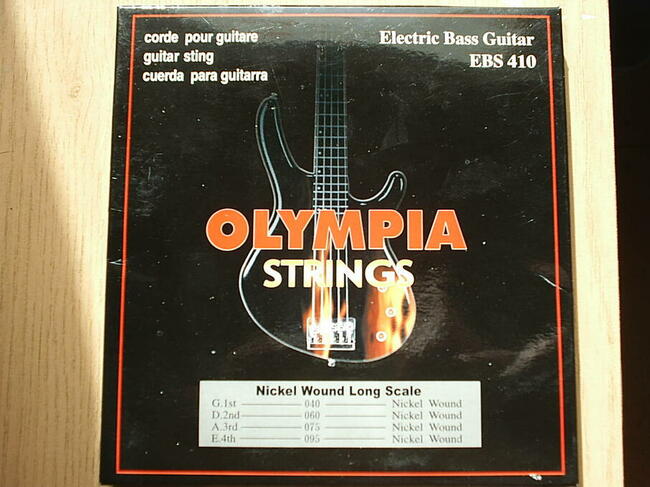 corde pour guitare
guitar sting
cuerda para guitarra
Electric Bass Guitar
EBS 410
OLYMPIA
STRINGS
Nickel Wound Long Scale
G.1st 040 Nickel Wound
D.2nd 060 Nickel Wound
A.3rd 075 Nickel Wound
E.4th 095 Nickel Wound